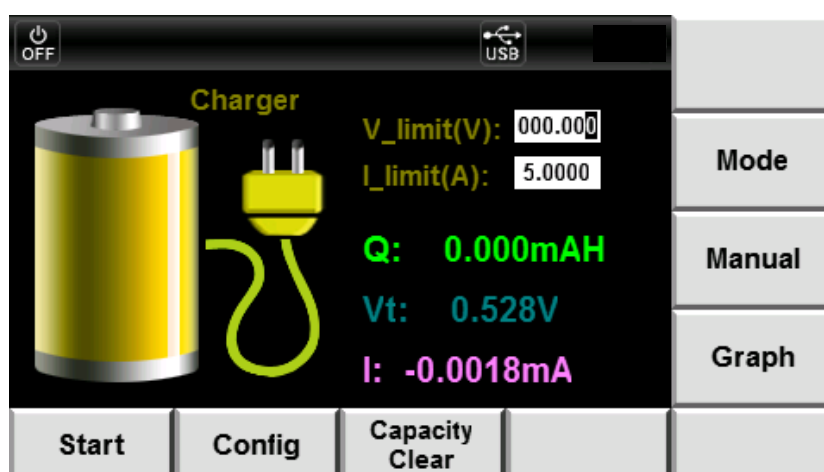 OFF
USB
Charger
V_limit(V): 000.000
I_limit(A): 5.0000
Q: 0.000mAH
Vt: 0.528V
I: -0.0018mA
Mode
Manual
Graph
Start
Config
Capacity
Clear